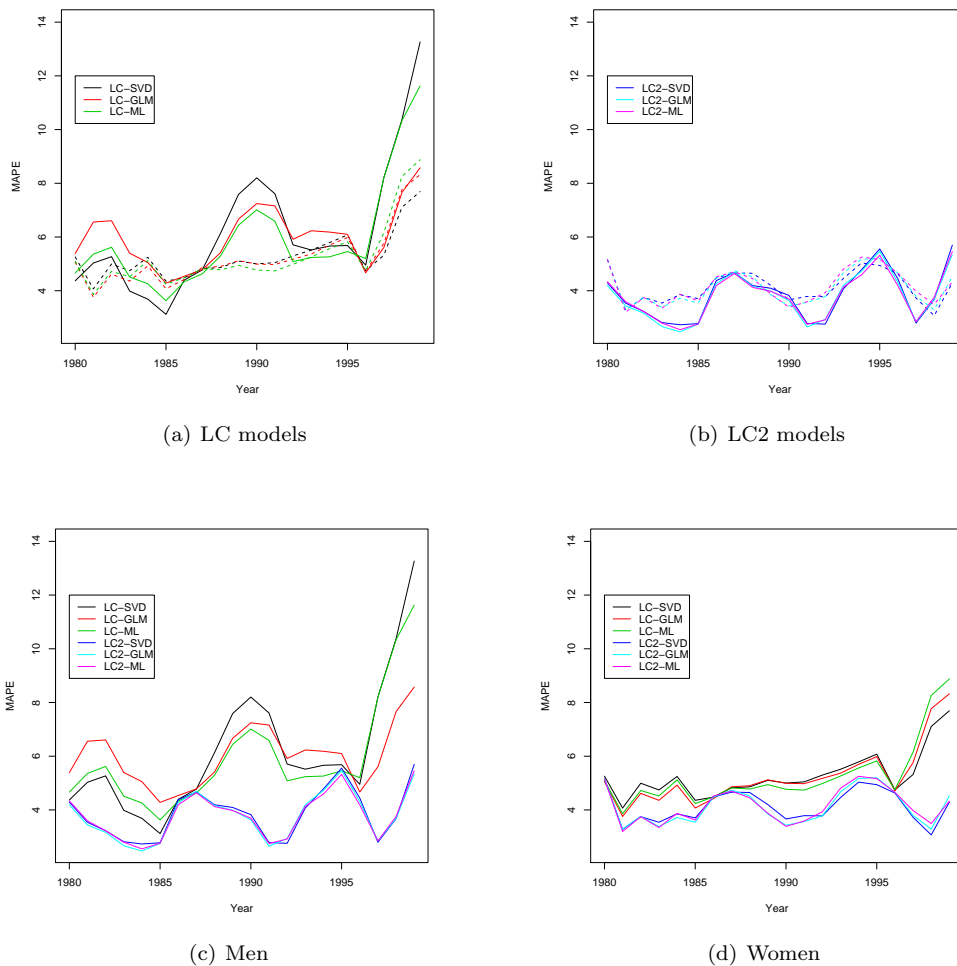 14
12
10
8
6
4
MAPE
LC−SVD
LC−GLM
LC−ML
1980
1985
1990
1995
Year
(a) LC models
14
12
10
8
6
4
MAPE
LC2−SVD
LC2−GLM
LC2−ML
1980
1985
1990
1995
Year
(b) LC2 models
14
12
10
8
6
4
MAPE
LC−SVD
LC−GLM
LC−ML
LC2−SVD
LC2−GLM
LC2−ML
1980
1985
1990
1995
Year
(c) Men
14
12
10
8
6
4
MAPE
LC−SVD
LC−GLM
LC−ML
LC2−SVD
LC2−GLM
LC2−ML
1980
1985
1990
1995
Year
(d) Women